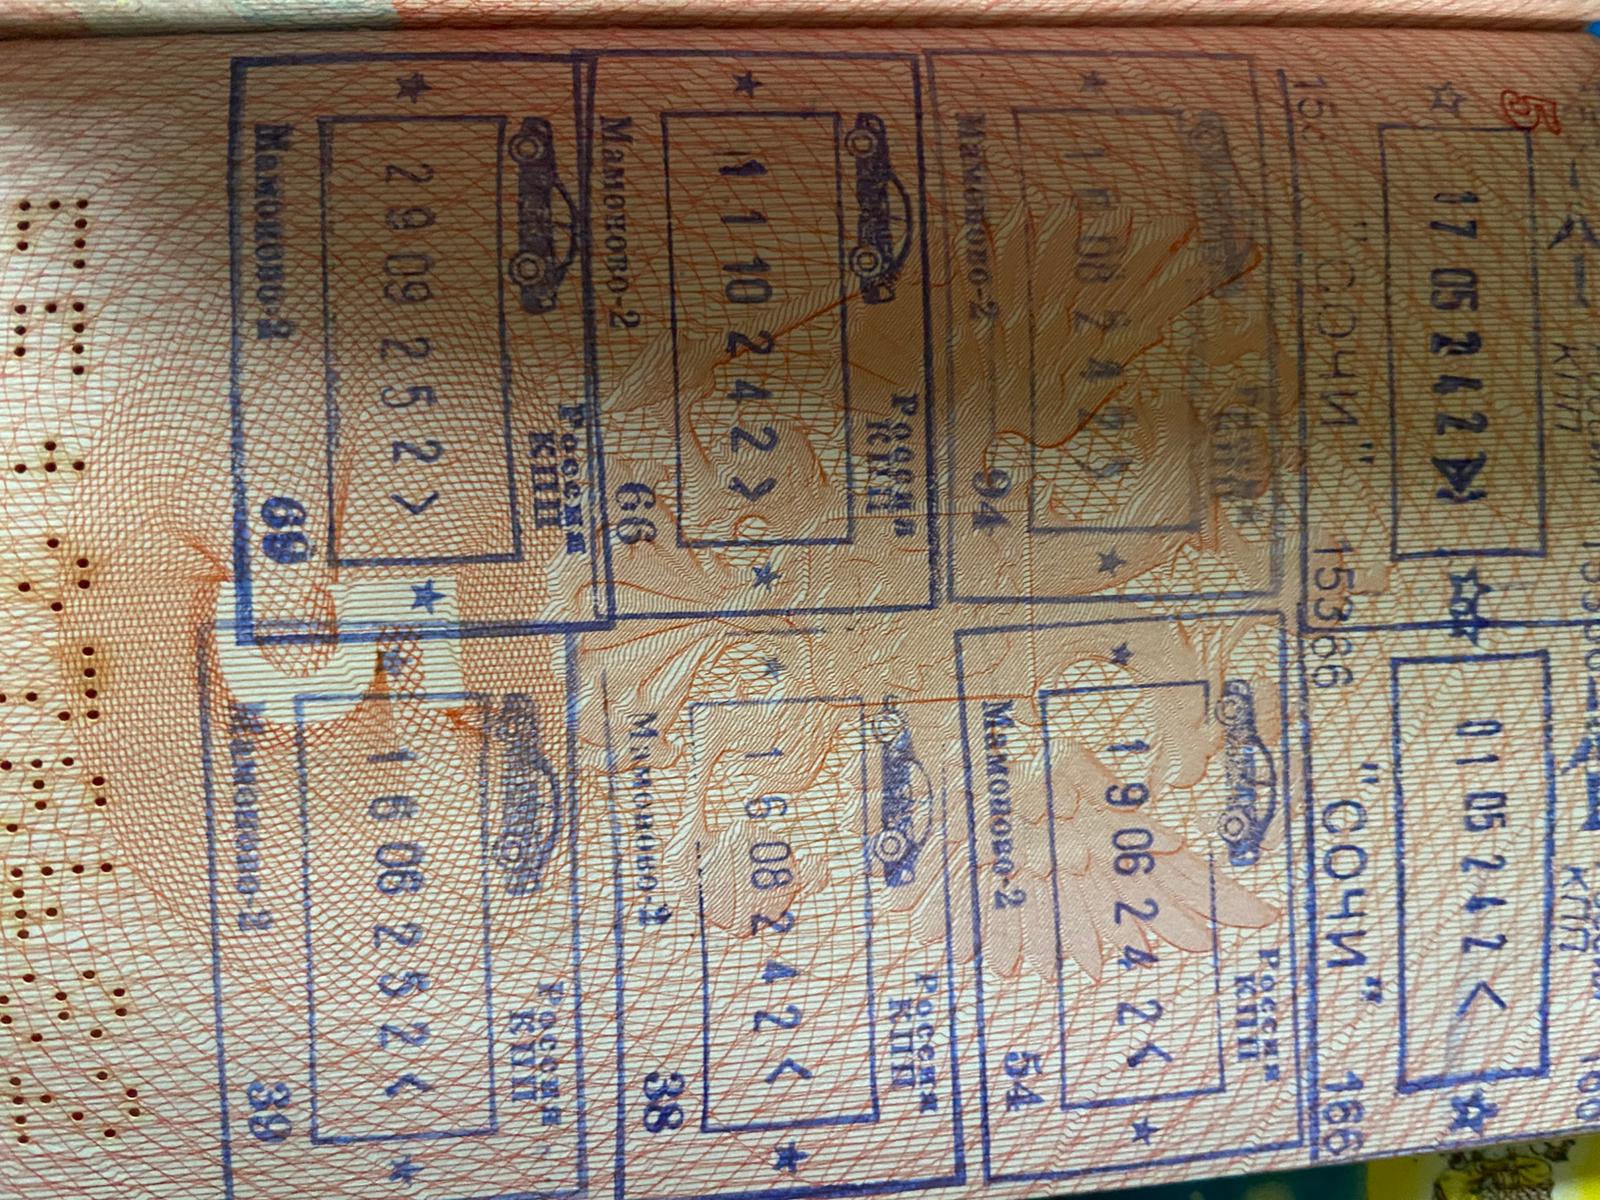 5
17 05 24 2
"СОЧИ"
15366
КПП
01 05 24 2 <
"СОЧИ"
166
Россия
КПП
Мамоново-2
94
Россия
КПП
19 06 24 2 <
Мамоново-2
54
Россия
КПП
11 10 24 2 >
Мамоново-2
66
Россия
КПП
16 08 24 2 <
Мамоново-2
38
Россия
КПП
29 09 25 2 >
Мамоново-2
Россия
КПП
16 06 25 2 <
Мамоново-2
39